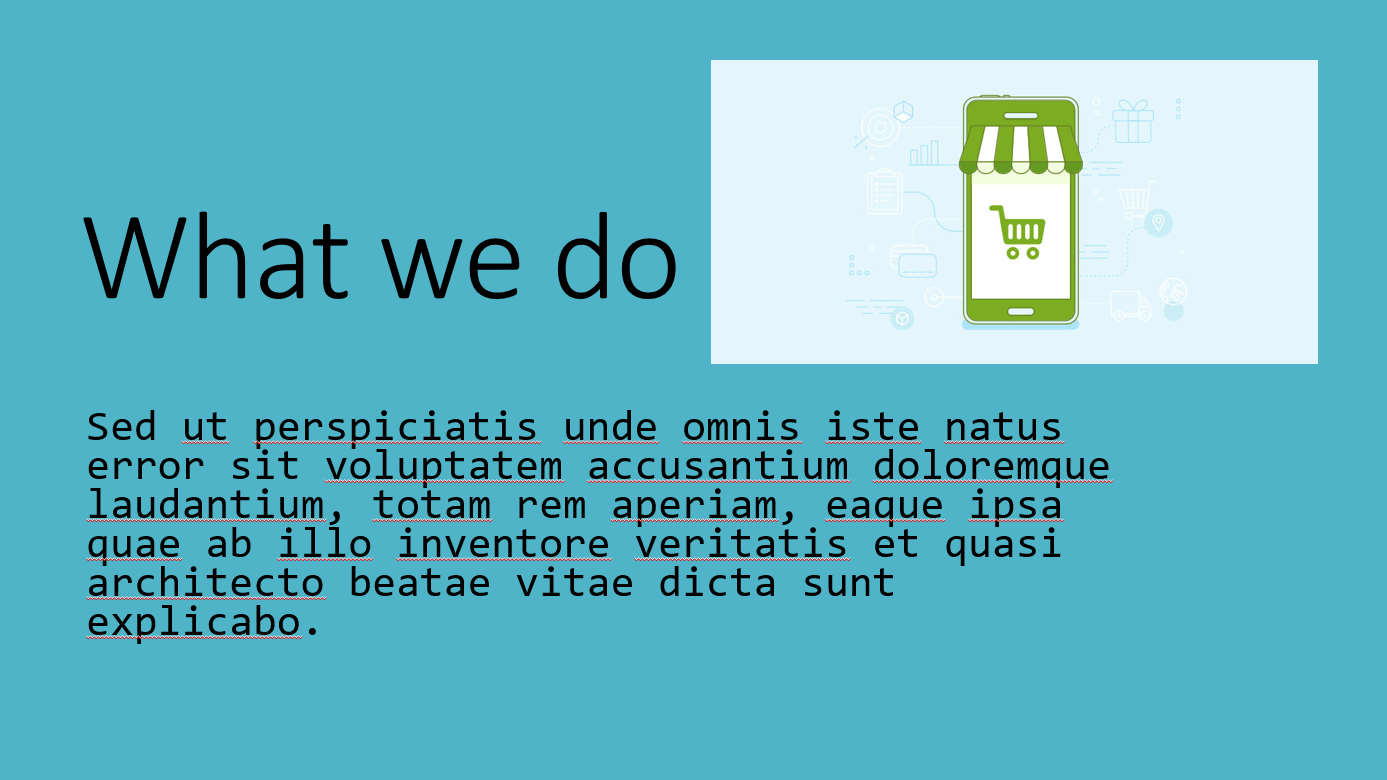 What we do
Sed ut perspiciatis unde omnis iste natus
error sit voluptatem accusantium doloremque
laudantium, totam rem aperiam, eaque ipsa
quae ab illo inventore veritatis et quasi
architecto beatae vitae dicta sunt
explicabo.